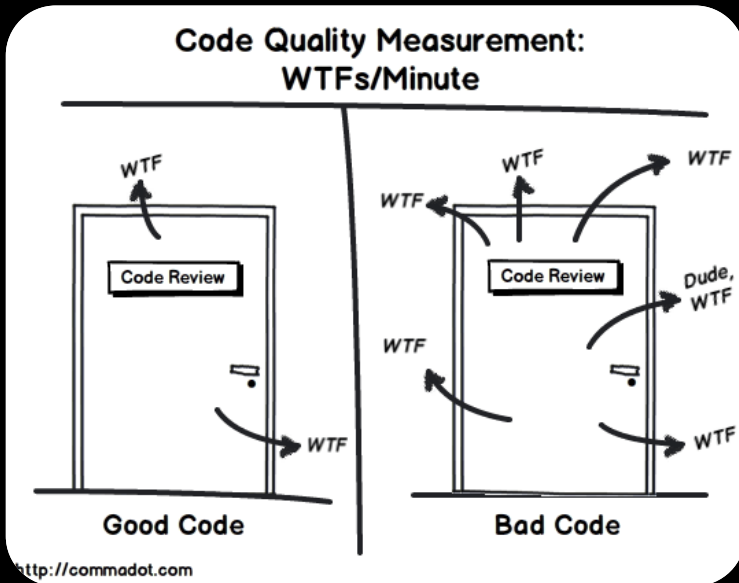 Code Quality Measurement:
WTFs/Minute
WTF
Code Review
WTF
Good Code
WTF
WTF
WTF
Code Review
Dude,
WTF
WTF
WTF
Bad Code
http://commadot.com